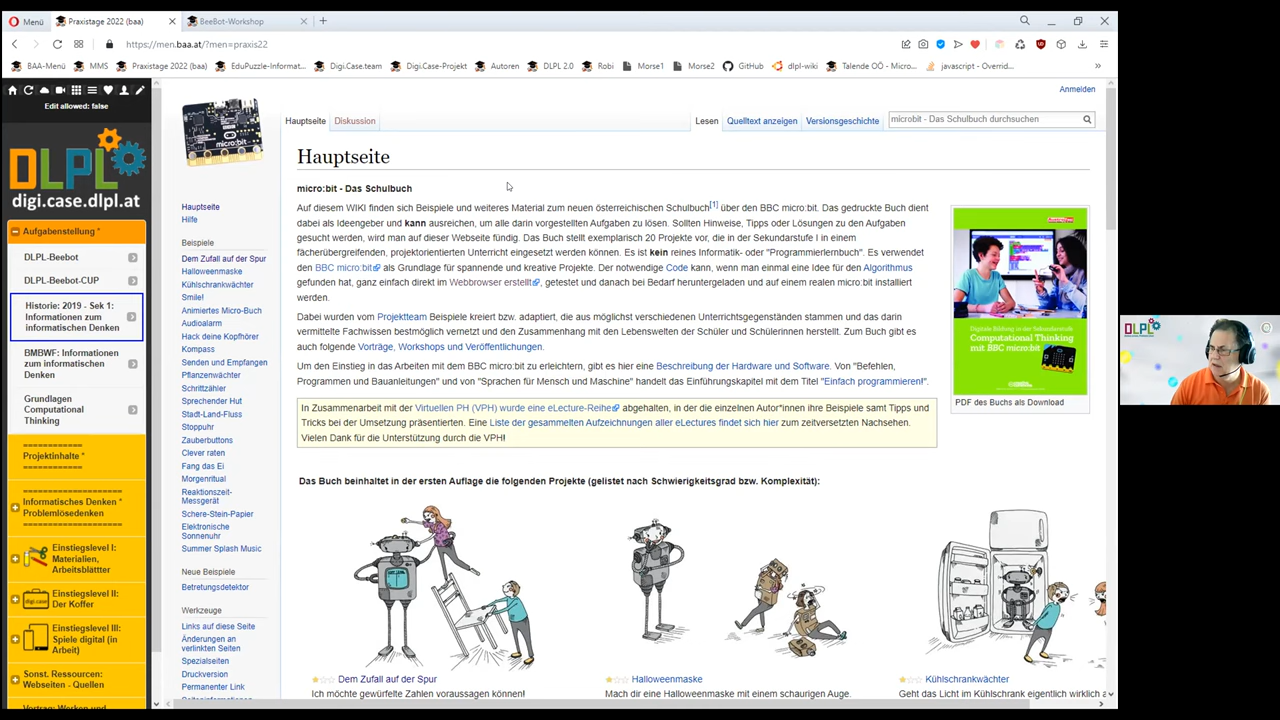 Menü
Praxistage 2022 (baa)
BeeBot-Workshop
https://men.baa.at/?men=praxis22
BAA-Menü
MMS
Praxistage 2022 (baa)
EduPuzzle-Informat...
Digi.Case.team
Digi.Case-Projekt
Autoren
DLPL 2.0
Robi
Morse1
Morse2
GitHub
dlpl-wiki
Talende OÖ - Micro...
javascript - Overrid...
Edit allowed: false
DLPL
digi.case.dlpl.at
Aufgabenstellung *
DLPL-Beebot
DLPL-Beebot-CUP
Historie: 2019 - Sek 1:
Informationen zum
informatischen Denken
BMBWF: Informationen
zum informatischen
Denken
Grundlagen
Computational
Thinking
============
Projektinhalte *
============
====================
Informatisches Denken *
Problemlösedenken
====================
Einstiegslevel I:
Materialien,
Arbeitsblättter
Einstiegslevel II:
Der Koffer
digi.case
Einstiegslevel III:
Spiele digital (in
Arbeit)
Sonst. Ressourcen:
Webseiten - Quellen
Vortrag: Werken und
micro:bit
Hauptseite
Hilfe
Beispiele
Dem Zufall auf der Spur
Halloweenmaske
Kühlschrankwächter
Smile!
Animiertes Micro-Buch
Audioalarm
Hack deine Kopfhörer
Kompass
Senden und Empfangen
Pflanzenwächter
Schrittzähler
Sprechender Hut
Stadt-Land-Fluss
Stoppuhr
Zauberbuttons
Clever raten
Fang das Ei
Morgenritual
Reaktionszeit-
Messgerät
Schere-Stein-Papier
Elektronische
Sonnenuhr
Summer Splash Music
Neue Beispiele
Betretungsdetektor
Werkzeuge
Links auf diese Seite
Änderungen an
verlinkten Seiten
Spezialseiten
Druckversion
Permanenter Link
Seiteninformationen
Anmelden
Hauptseite
Diskussion
Lesen
Quelltext anzeigen
Versionsgeschichte
microbit - Das Schulbuch durchsuchen
Hauptseite
micro:bit - Das Schulbuch
Auf diesem WIKI finden sich Beispiele und weiteres Material zum neuen österreichischen Schulbuch[1] über den BBC micro:bit. Das gedruckte Buch dient
dabei als Ideengeber und kann ausreichen, um alle darin vorgestellten Aufgaben zu lösen. Sollten Hinweise, Tipps oder Lösungen zu den Aufgaben
gesucht werden, wird man auf dieser Webseite fündig. Das Buch stellt exemplarisch 20 Projekte vor, die in der Sekundarstufe I in einem
fächerübergreifenden, projektorientierten Unterricht eingesetzt werden können. Es ist kein reines Informatik- oder "Programmierlernbuch". Es verwendet
den BBC micro:bit als Grundlage für spannende und kreative Projekte. Der notwendige Code kann, wenn man einmal eine Idee für den Algorithmus
gefunden hat, ganz einfach direkt im Webbrowser erstellt, getestet und danach bei Bedarf heruntergeladen und auf einem realen micro:bit installiert
werden.
Dabei wurden vom Projektteam Beispiele kreiert bzw. adaptiert, die aus möglichst verschiedenen Unterrichtsgegenständen stammen und das darin
vermittelte Fachwissen bestmöglich vernetzt und den Zusammenhang mit den Lebenswelten der Schüler und Schülerinnen herstellt. Zum Buch gibt es
auch folgende Vorträge, Workshops und Veröffentlichungen.
Um den Einstieg in das Arbeiten mit dem BBC micro:bit zu erleichtern, gibt es hier eine Beschreibung der Hardware und Software. Von "Befehlen,
Programmen und Bauanleitungen" und von "Sprachen für Mensch und Maschine" handelt das Einführungskapitel mit dem Titel "Einfach programmieren!".
In Zusammenarbeit mit der Virtuellen PH (VPH) wurde eine eLecture-Reihe abgehalten, in der die einzelnen Autor*innen ihre Beispiele samt Tipps und
Tricks bei der Umsetzung präsentierten. Eine Liste der gesammelten Aufzeichnungen aller eLectures findet sich hier zum zeitversetzten Nachsehen.
Vielen Dank für die Unterstützung durch die VPH!
Digitale Bildung in der Sekundarstufe
Computational Thinking
mit BBC micro:bit
PDF des Buchs als Download
Das Buch beinhaltet in der ersten Auflage die folgenden Projekte (gelistet nach Schwierigkeitsgrad bzw. Komplexität):
Dem Zufall auf der Spur
Ich möchte gewürfelte Zahlen voraussagen können!
Halloweenmaske
Mach dir eine Halloweenmaske mit einem schaurigen Auge.
Kühlschrankwächter
Geht das Licht im Kühlschrank eigentlich wirklich a
DLPL